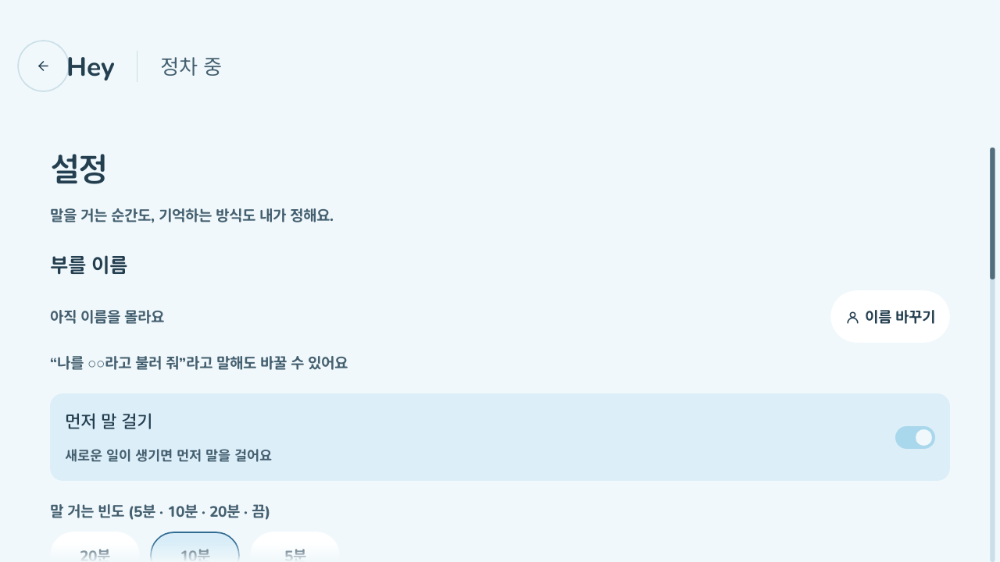 Hey
정차 중
설정
말을 거는 순간도, 기억하는 방식도 내가 정해요.
부를 이름
아직 이름을 몰라요
이름 바꾸기
“나를 ○○라고 불러 줘”라고 말해도 바꿀 수 있어요
먼저 말 걸기
새로운 일이 생기면 먼저 말을 걸어요
말 거는 빈도 (5분 · 10분 · 20분 · 끔)
20분
10분
5분